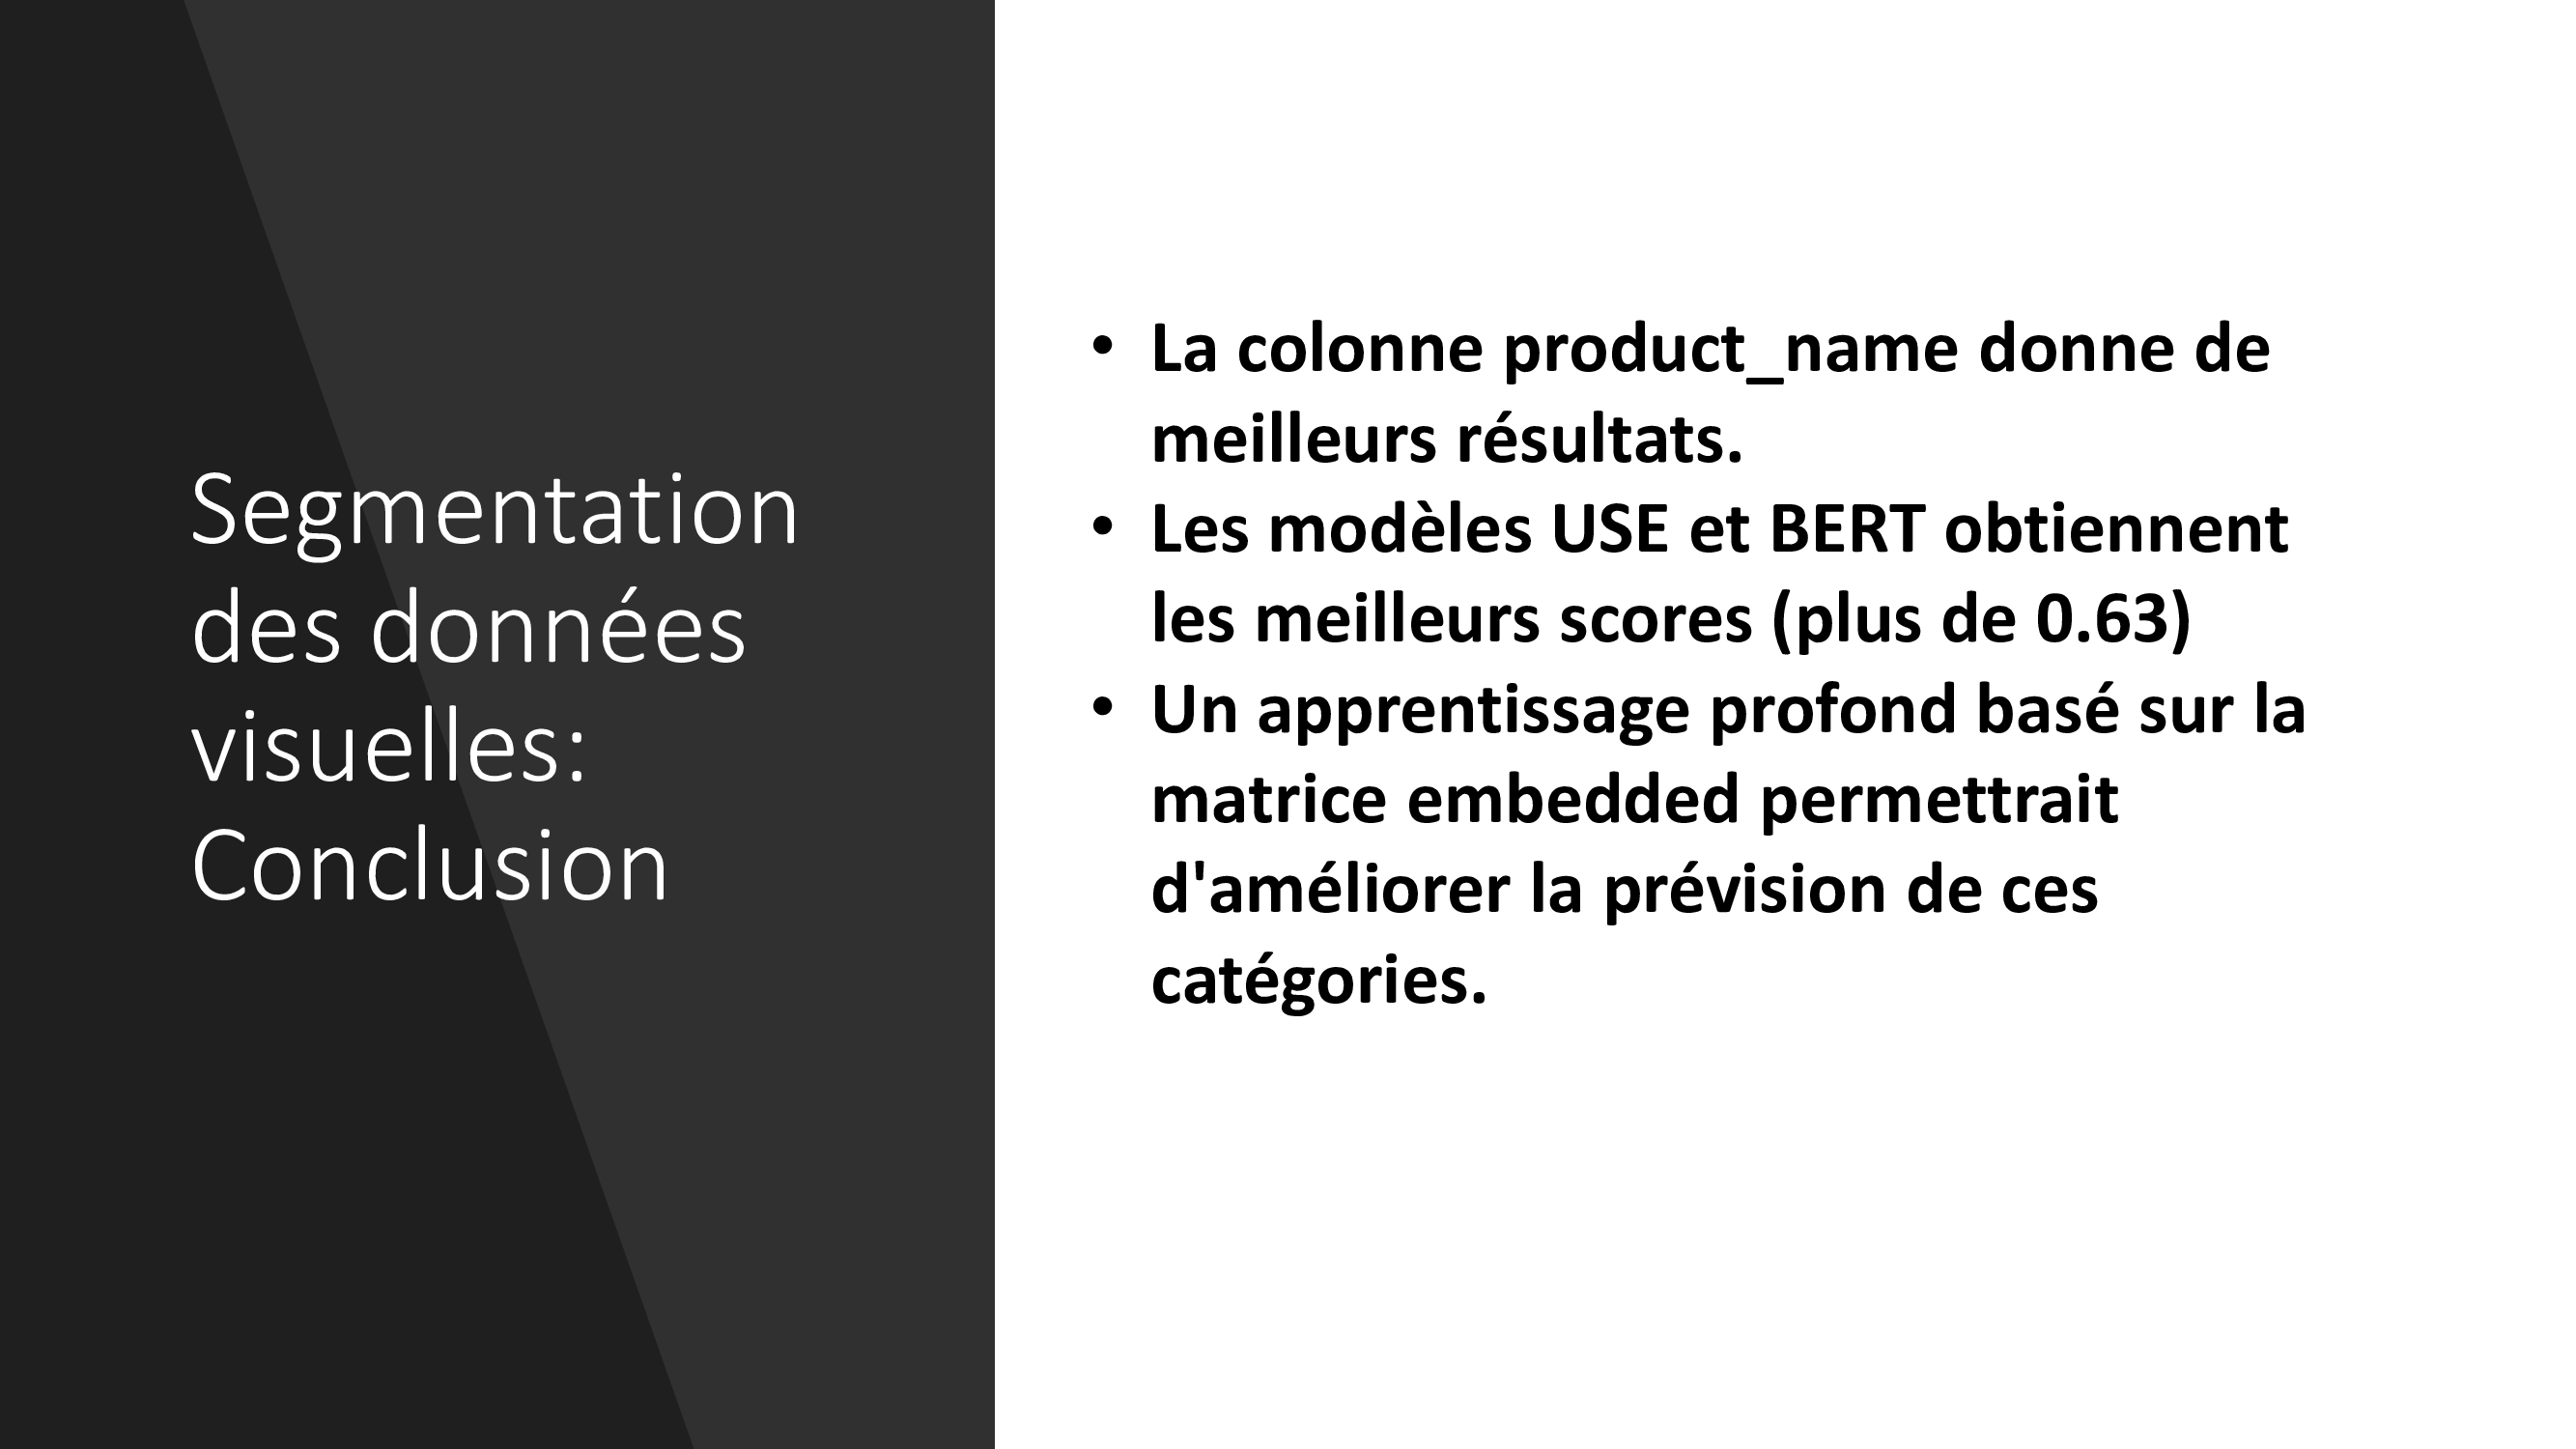 Segmentation
des données
visuelles:
Conclusion
• La colonne product_name donne de
meilleurs résultats.
• Les modèles USE et BERT obtiennent
les meilleurs scores (plus de 0.63)
• Un apprentissage profond basé sur la
matrice embedded permettrait
d'améliorer la prévision de ces
catégories.